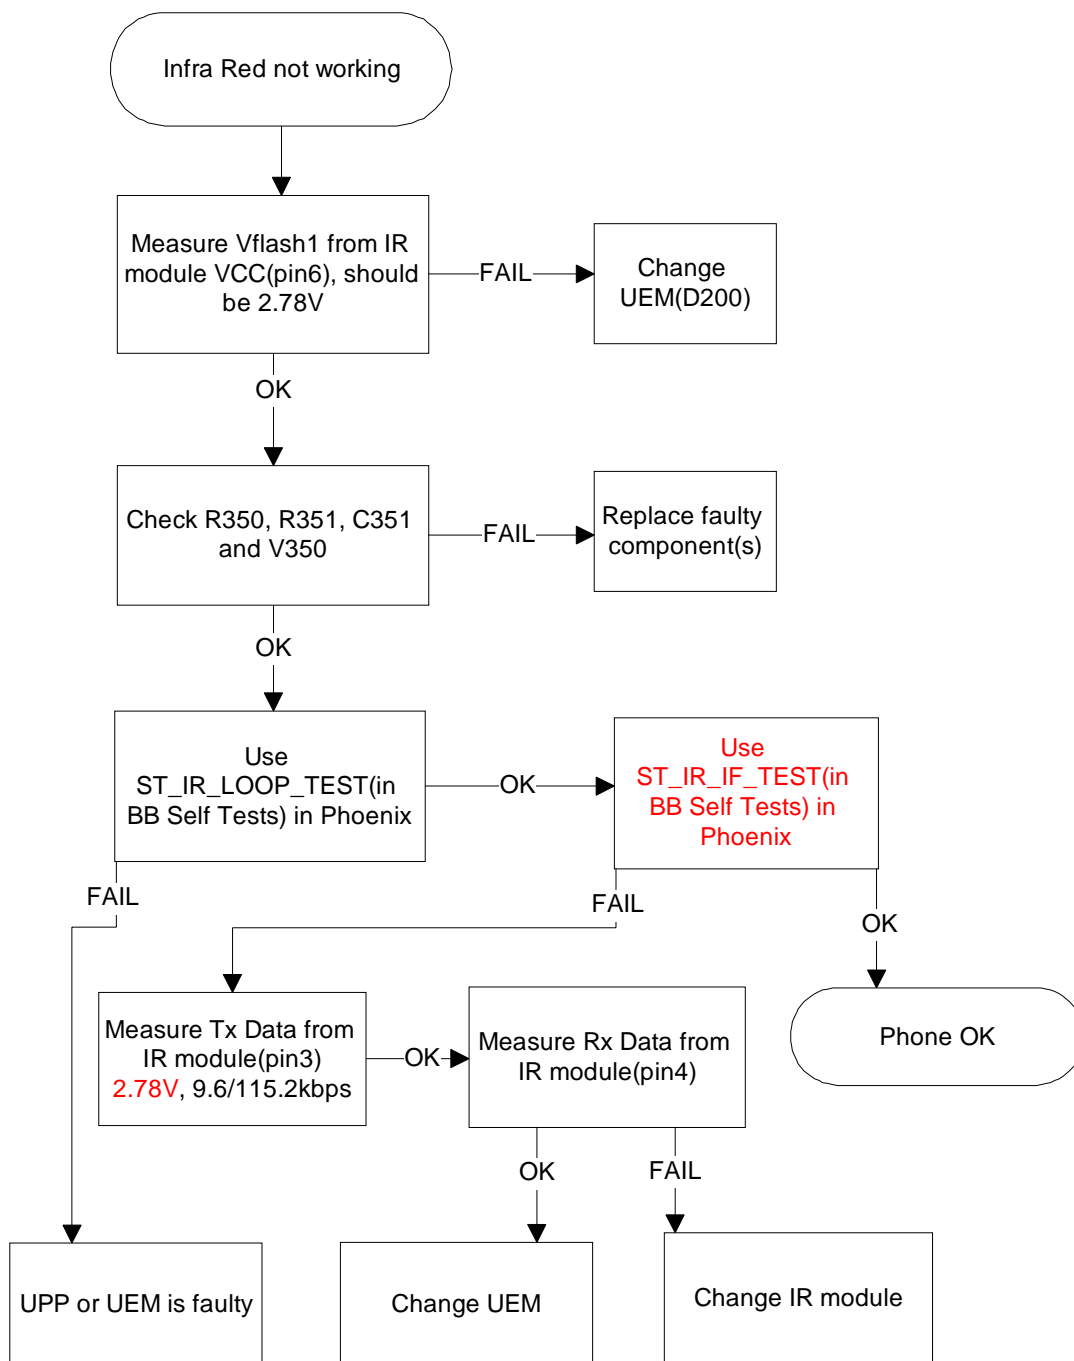 Infra Red not working
Measure Vflash1 from IR
module VCC(pin6), should
be 2.78V
FAIL
Change
UEM(D200)
OK
Check R350, R351, C351
and V350
FAIL
Replace faulty
component(s)
OK
Use
ST_IR_LOOP_TEST(in
BB Self Tests) in Phoenix
OK
Use
ST_IR_IF_TEST(in
BB Self Tests) in
Phoenix
FAIL
FAIL
OK
Measure Tx Data from
IR module(pin3)
2.78V, 9.6/115.2kbps
OK
Measure Rx Data from
IR module(pin4)
Phone OK
OK
FAIL
UPP or UEM is faulty
Change UEM
Change IR module